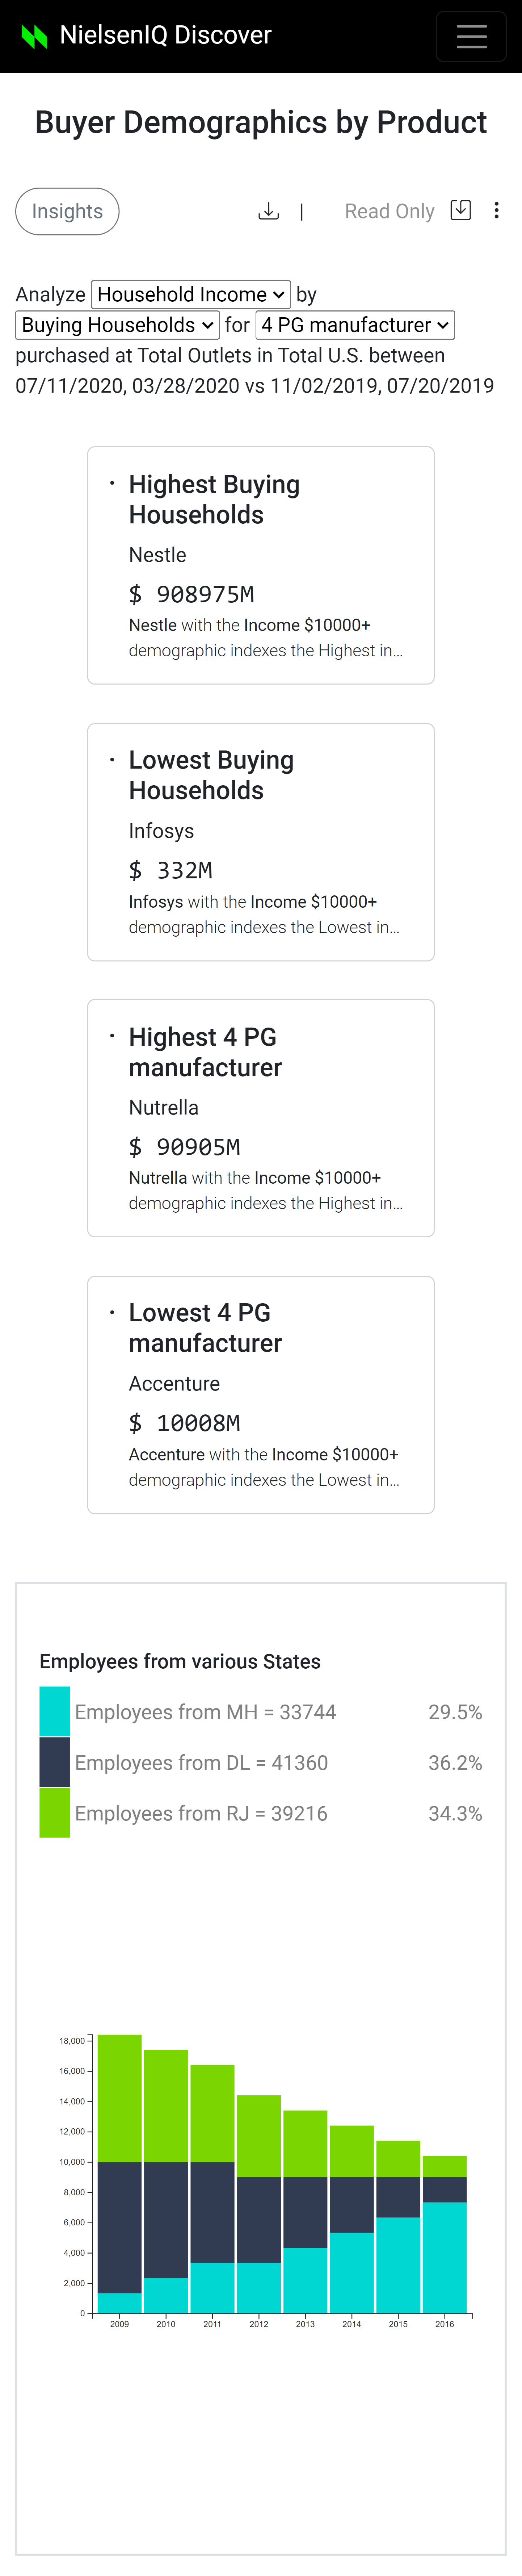 NielsenIQ Discover
Buyer Demographics by Product
Insights
|
Read Only
Analyze Household Income by
Buying Households for 4 PG manufacturer
purchased at Total Outlets in Total U.S. between
07/11/2020, 03/28/2020 vs 11/02/2019, 07/20/2019
· Highest Buying
Households
Nestle
$ 908975M
Nestle with the Income $10000+
demographic indexes the Highest in...
· Lowest Buying
Households
Infosys
$ 332M
Infosys with the Income $10000+
demographic indexes the Lowest in...
· Highest 4 PG
manufacturer
Nutrella
$ 90905M
Nutrella with the Income $10000+
demographic indexes the Highest in...
· Lowest 4 PG
manufacturer
Accenture
$ 10008M
Accenture with the Income $10000+
demographic indexes the Lowest in...
Employees from various States
Employees from MH = 33744 29.5%
Employees from DL = 41360 36.2%
Employees from RJ = 39216 34.3%
18,000
16,000
14,000
12,000
10,000
8,000
6,000
4,000
2,000
0
2009 2010 2011 2012 2013 2014 2015 2016